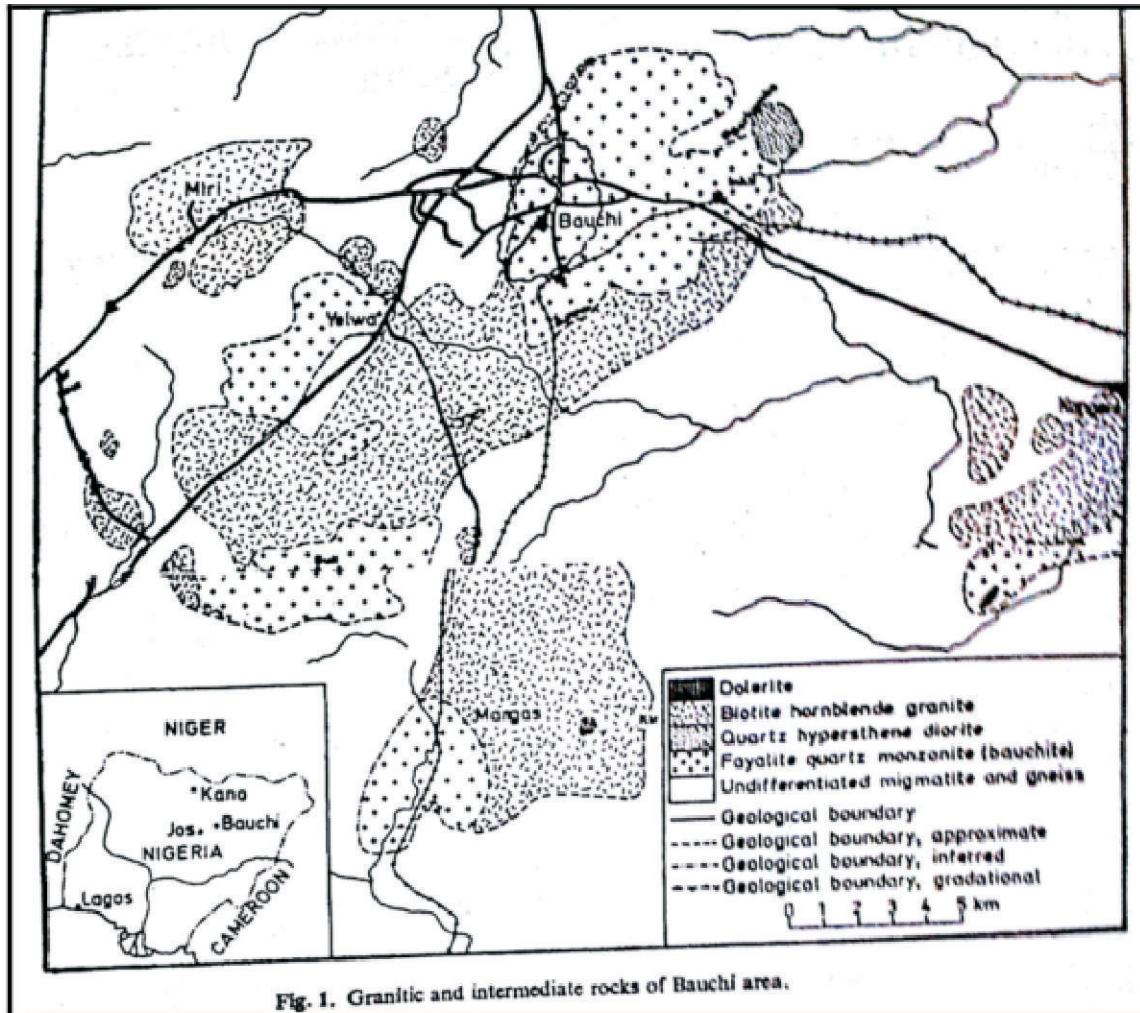 Miri
Bauchi
Yelwa
Mangas
NIGER
Kano
Jos
Bauchi
NIGERIA
DAHOMEY
Lagos
CAMEROON
Dolerite
Biotite hornblende granite
Quartz hypersthene diorite
Fayalite quartz monzonite (bauchite)
Undifferentiated migmatite and gneiss
Geological boundary
Geological boundary, approximate
Geological boundary, inferred
Geological boundary, gradational
0 1 2 3 4 5 km
Fig. 1. Granitic and intermediate rocks of Bauchi area.